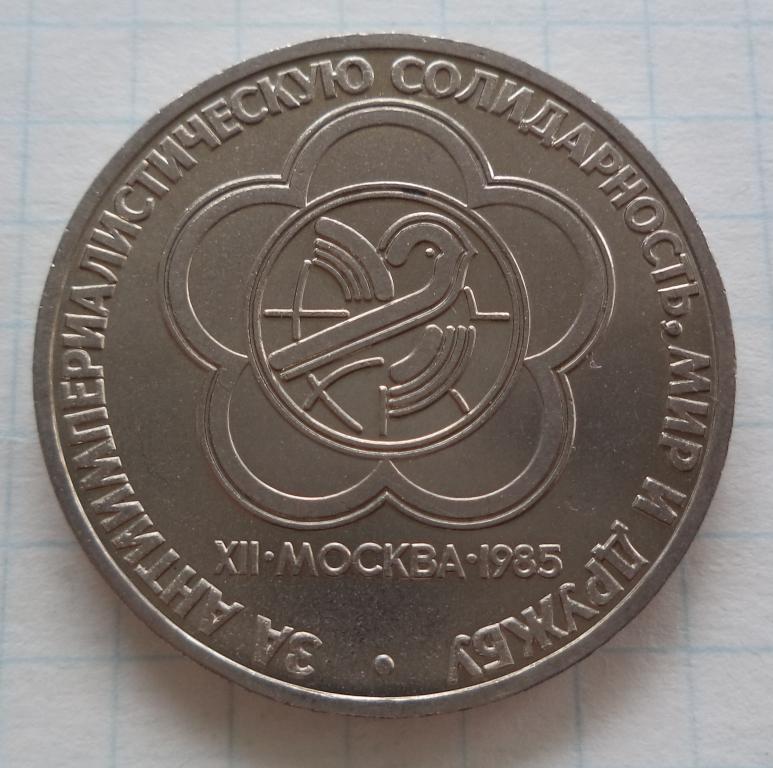 ЗА АНТИИМПЕРИАЛИСТИЧЕСКУЮ СОЛИДАРНОСТЬ, МИР И ДРУЖБУ •
XII•МОСКВА•1985